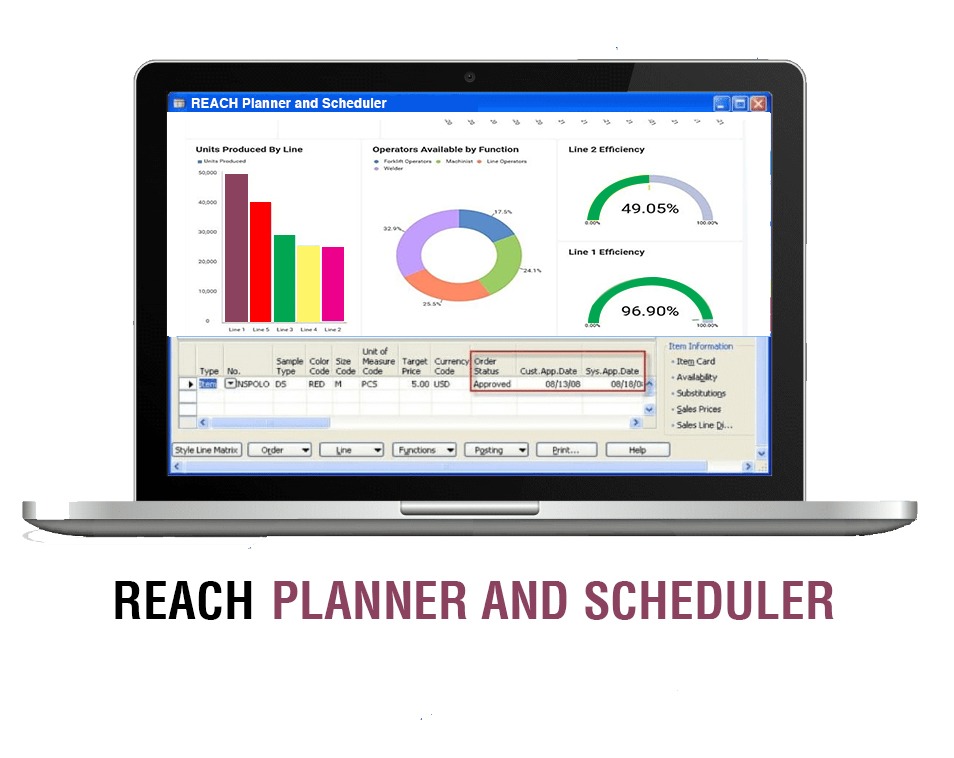 REACH Planner and Scheduler
Units Produced By Line
Units Produced
50,000
40,000
30,000
20,000
10,000
0
Line 1 Line 5 Line 3 Line 4 Line 2
Operators Available by Function
Forklift Operators Machinist Line Operators
Welder
17.5%
32.9%
24.1%
25.5%
Line 2 Efficiency
49.05%
0.00% 100.00%
Line 1 Efficiency
96.90%
0.00% 100.00%
Type No. Sample Type Color Code Size Code Unit of Measure Code Target Price Currency Code Order Status Cust.App.Date Sys.App.Date
Item NSPOLO DS RED M PCS 5.00 USD Approved 08/13/08 08/18/0
Item Information
Item Card
Availability
Substitutions
Sales Prices
Sales Line Di...
Style Line Matrix Order Line Functions Posting Print... Help
REACH PLANNER AND SCHEDULER